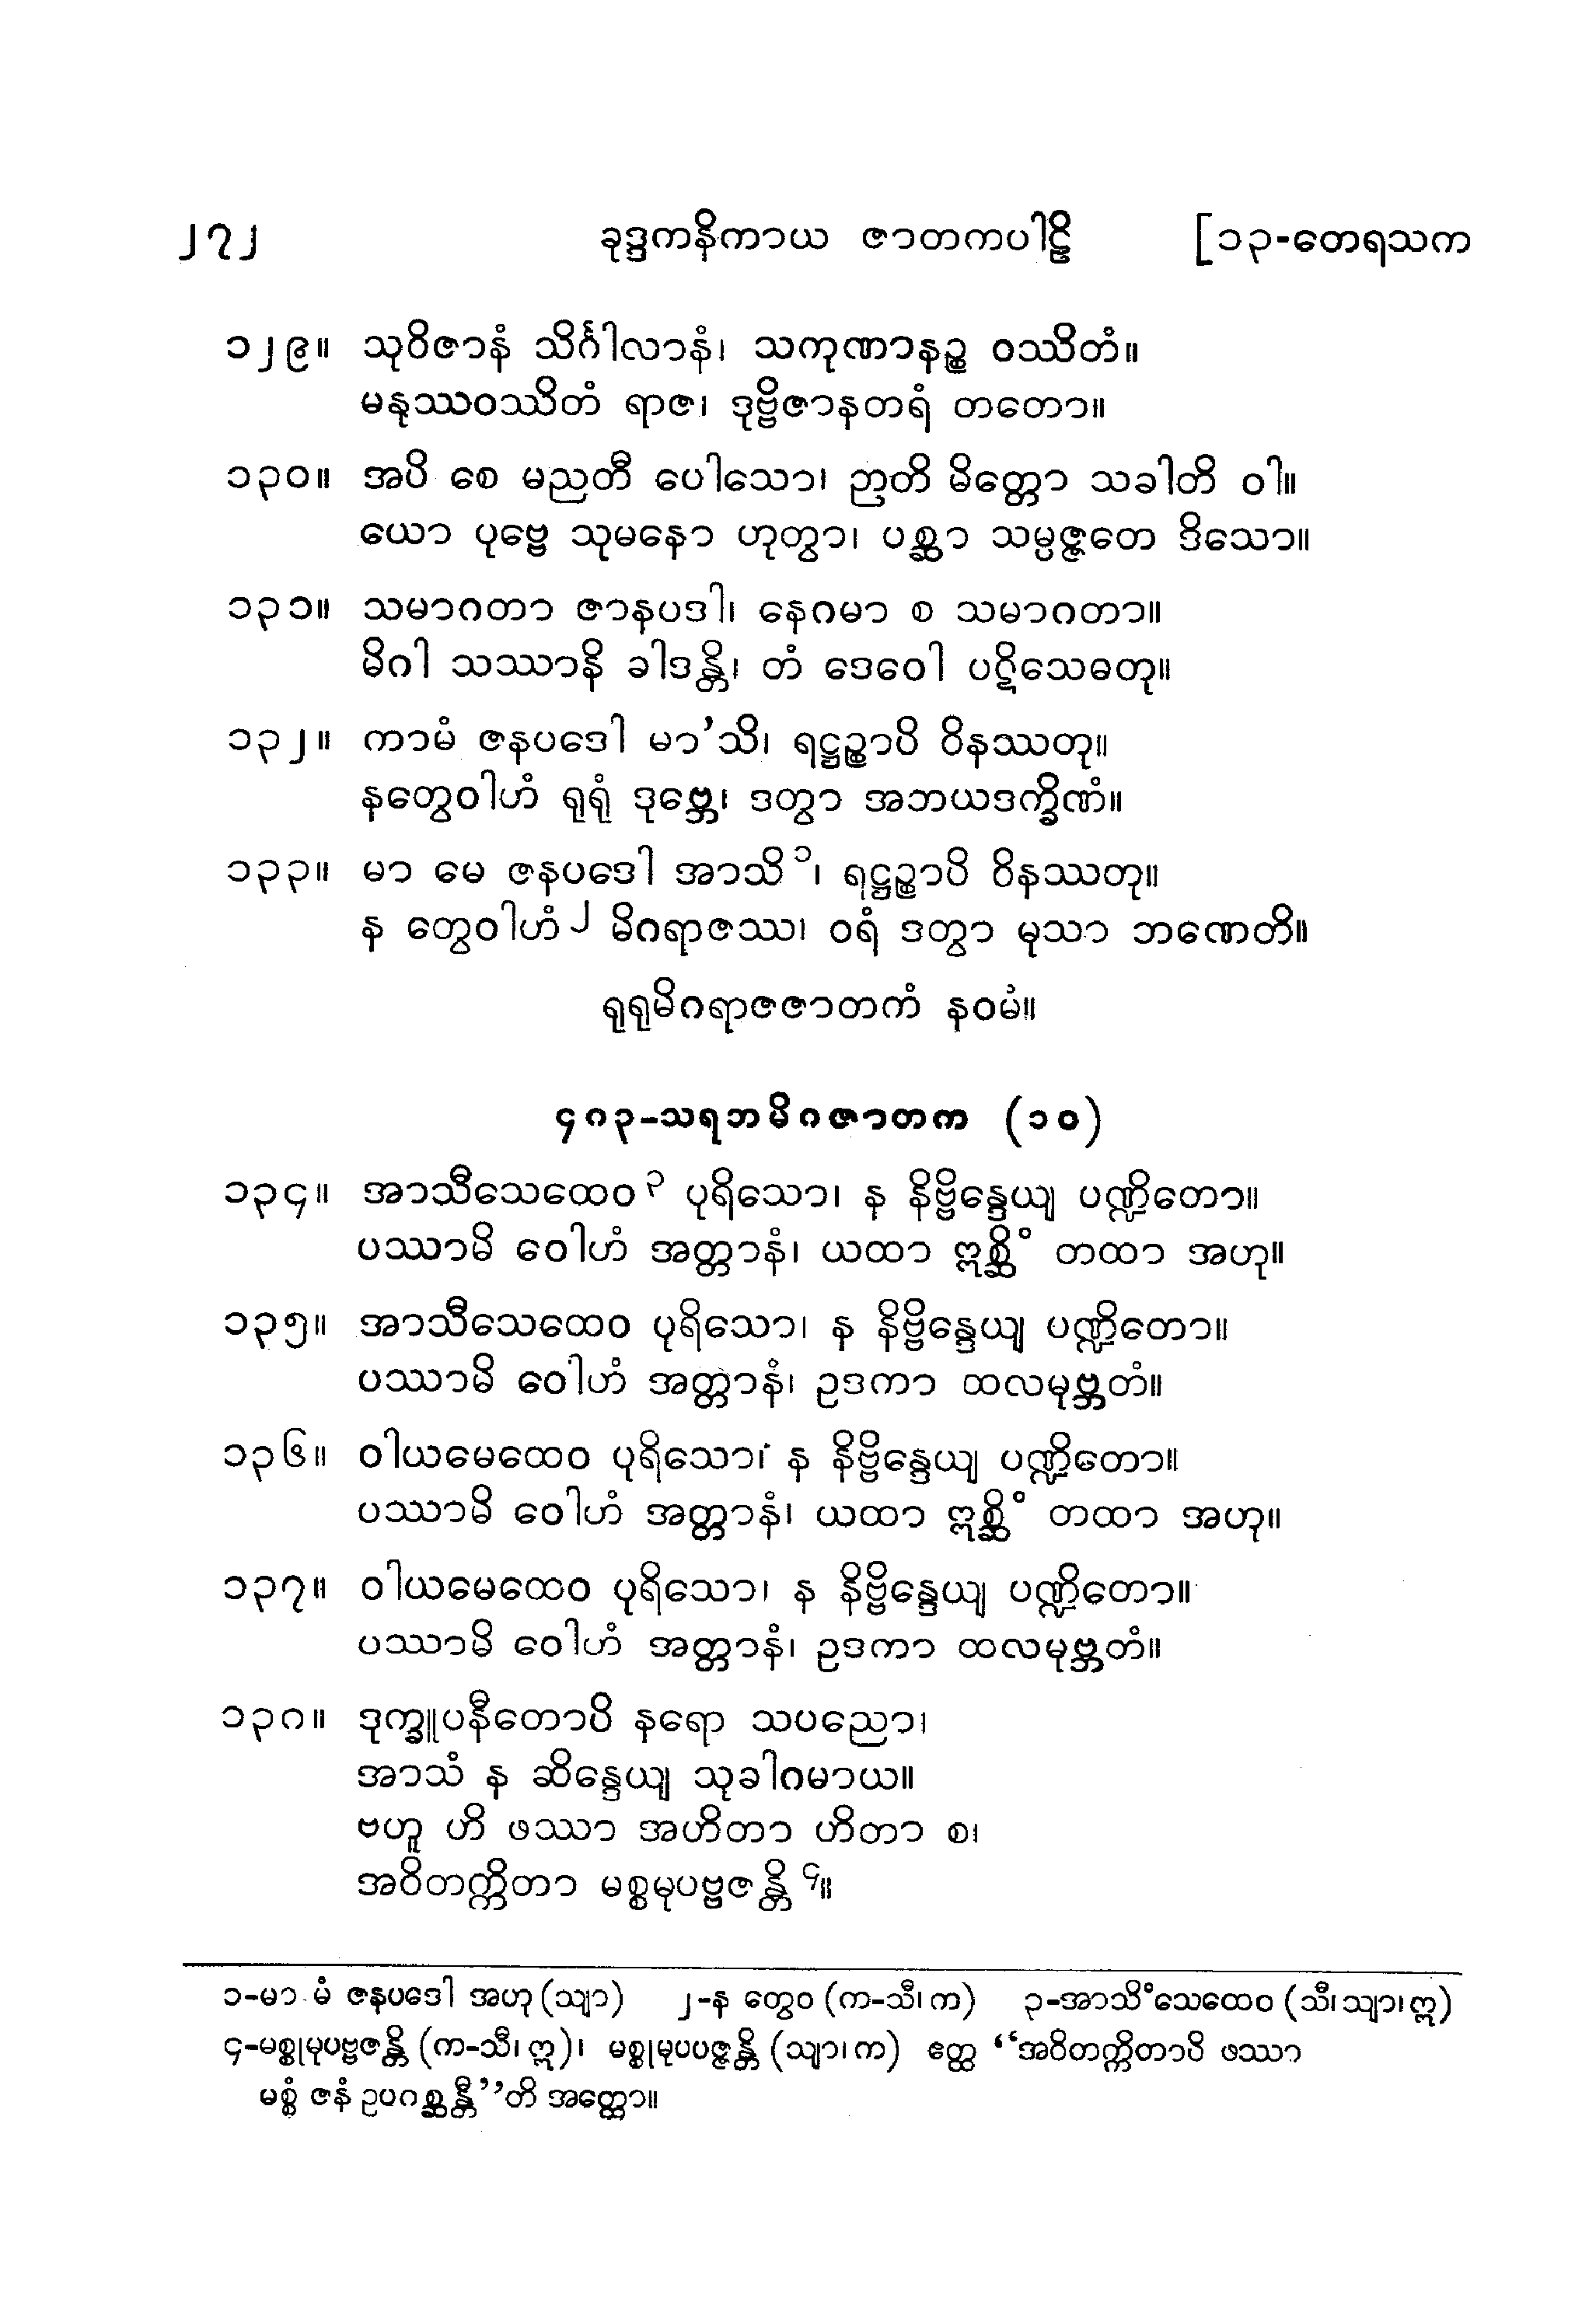 ၂၇၂ ခုဒ္ဒကနိကာယ ဇာတကပါဠိ [၁၃-တေရသက
၁၂၉။ သုဝိဇာနံ သိင်္ဂါလာနံ၊ သကုဏာနဉ္စ ဝဿိတံ။
မနုဿဝဿိတံ ရာဇ၊ ဒုဗ္ဗိဇာနတရံ တတော။
၁၃၀။ အပိ စေ မညတီ ပေါသော၊ ဉာတိ မိတ္တော သခါတိ ဝါ။
ယော ပုဗ္ဗေ သုမနော ဟုတွာ၊ ပစ္ဆာ သမ္ပဇ္ဇတေ ဒိသော။
၁၃၁။ သမာဂတာ ဇာနပဒါ၊ နေဂမာ စ သမာဂတာ။
မိဂါ သဿာနိ ခါဒန္တိ၊ တံ ဒေဝေါ ပဋိသေဓတု။
၁၃၂။ ကာမံ ဇနပဒေါ မာ’သိ၊ ရဋ္ဌဉ္စာပိ ဝိနဿတု။
နတွေဝါဟံ ရုရုံ ဒုဗ္ဘေ၊ ဒတွာ အဘယဒက္ခိဏံ။
၁၃၃။ မာ မေ ဇနပဒေါ အာသိ ၁၊ ရဋ္ဌဉ္စာပိ ဝိနဿတု။
န တွေဝါဟံ ၂ မိဂရာဇဿ၊ ဝရံ ဒတွာ မုသာ ဘဏေတိ။
ရုရုမိဂရာဇဇာတကံ နဝမံ။
၄၈၃-သရဘမိဂဇာတက (၁၀)
၁၃၄။ အာသီသေထေဝ ၃ ပုရိသော၊ န နိဗ္ဗိန္ဒေယျ ပဏ္ဍိတော။
ပဿာမိ ဝေါဟံ အတ္တာနံ၊ ယထာ ဣစ္ဆိံ တထာ အဟု။
၁၃၅။ အာသီသေထေဝ ပုရိသော၊ န နိဗ္ဗိန္ဒေယျ ပဏ္ဍိတော။
ပဿာမိ ဝေါဟံ အတ္တာနံ၊ ဥဒကာ ထလမုဗ္ဘတံ။
၁၃၆။ ဝါယမေထေဝ ပုရိသော၊ န နိဗ္ဗိန္ဒေယျ ပဏ္ဍိတော။
ပဿာမိ ဝေါဟံ အတ္တာနံ၊ ယထာ ဣစ္ဆိံ တထာ အဟု။
၁၃၇။ ဝါယမေထေဝ ပုရိသော၊ န နိဗ္ဗိန္ဒေယျ ပဏ္ဍိတော။
ပဿာမိ ဝေါဟံ အတ္တာနံ၊ ဥဒကာ ထလမုဗ္ဘတံ။
၁၃၈။ ဒုက္ခူပနီတောပိ နရော သပညော၊
အာသံ န ဆိန္ဒေယျ သုခါဂမာယ။
ဗဟူ ဟိ ဖဿာ အဟိတာ ဟိတာ စ၊
အဝိတက္ကိတာ မစ္စမုပဗ္ဗဇန္တိ ၄။
၁-မာ မံ ဇနပဒေါ အဟု (သျာ) ၂-န တွေဝ (က-သီ၊ က) ၃-အာသိံသေထေဝ (သီ၊ သျာ၊ ဣ)
၄-မစ္စုမုပဗ္ဗဇန္တိ (က-သီ၊ ဣ)၊ မစ္စုမုပပဇ္ဇန္တိ (သျာ၊ က) ဧတ္ထ ‘‘အဝိတက္ကိတာပိ ဖဿာ
မစ္စံ ဇနံ ဥပဂစ္ဆန္တီ’’တိ အတ္ထော။